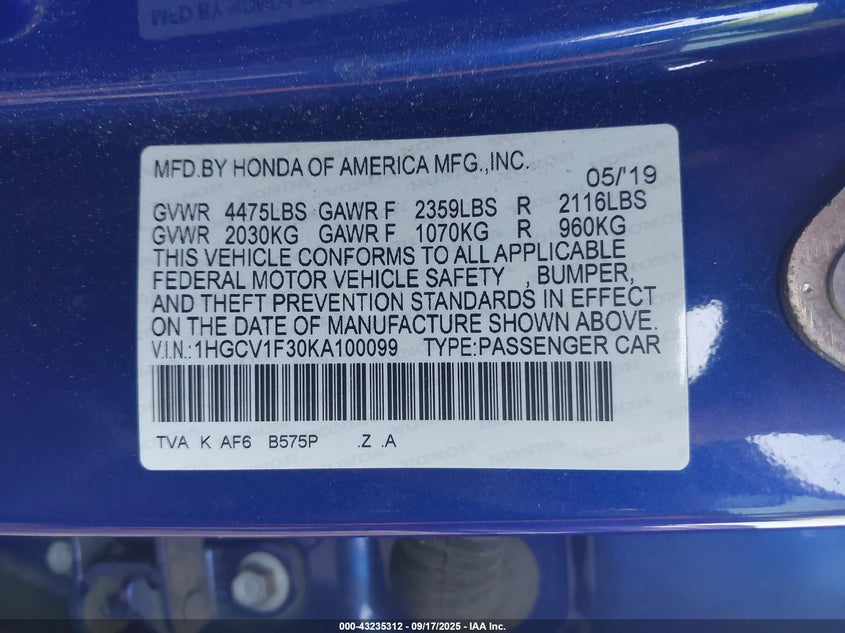 MFD.BY HONDA OF AMERICA MFG.,INC.
05/'19
GVWR 4475LBS GAWR F 2359LBS R 2116LBS
GVWR 2030KG GAWR F 1070KG R 960KG
THIS VEHICLE CONFORMS TO ALL APPLICABLE
FEDERAL MOTOR VEHICLE SAFETY , BUMPER,
AND THEFT PREVENTION STANDARDS IN EFFECT
ON THE DATE OF MANUFACTURE SHOWN ABOVE.
V.I.N.:1HGCV1F30KA100099 TYPE:PASSENGER CAR
TVA K AF6 B575P .Z .A
000-43235312 - 09/17/2025 - IAA Inc.